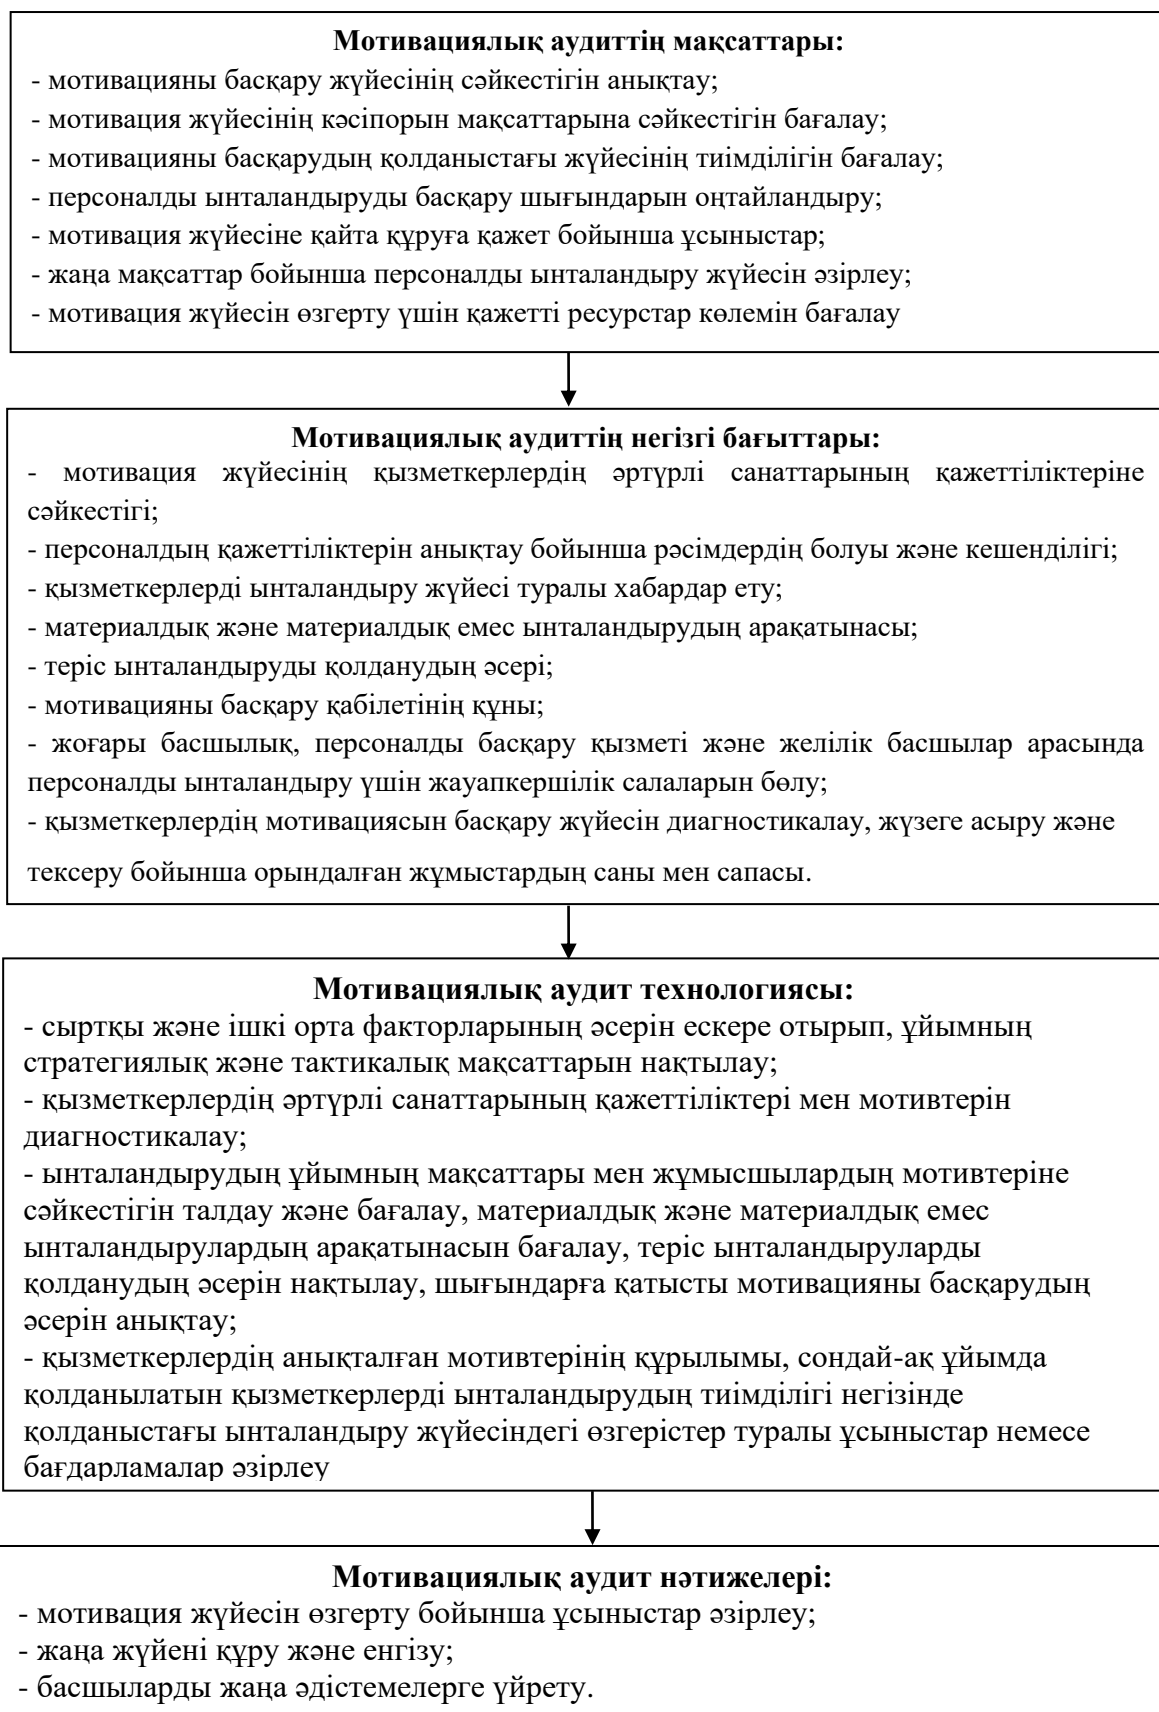 Мотивациялық аудиттің мақсаттары:
- мотивацияны басқару жүйесінің сәйкестігін анықтау;
- мотивация жүйесінің кәсіпорын мақсаттарына сәйкестігін бағалау;
- мотивацияны басқарудың қолданыстағы жүйесінің тиімділігін бағалау;
- персоналды ынталандыруды басқару шығындарын оңтайландыру;
- мотивация жүйесіне қайта құруға қажет бойынша ұсыныстар;
- жаңа мақсаттар бойынша персоналды ынталандыру жүйесін әзірлеу;
- мотивация жүйесін өзгерту үшін қажетті ресурстар көлемін бағалау
Мотивациялық аудиттің негізгі бағыттары:
- мотивация жүйесінің қызметкерлердің әртүрлі санаттарының қажеттіліктеріне
сәйкестігі;
- персоналдың қажеттіліктерін анықтау бойынша рәсімдердің болуы және кешенділігі;
- қызметкерлерді ынталандыру жүйесі туралы хабардар ету;
- материалдық және материалдық емес ынталандырудың арақатынасы;
- теріс ынталандыруды қолданудың әсері;
- мотивацияны басқару қабілетінің құны;
- жоғары басшылық, персоналды басқару қызметі және желілік басшылар арасында
персоналды ынталандыру үшін жауапкершілік салаларын бөлу;
- қызметкерлердің мотивациясын басқару жүйесін диагностикалау, жүзеге асыру және
тексеру бойынша орындалған жұмыстардың саны мен сапасы.
Мотивациялық аудит технологиясы:
- сыртқы және ішкі орта факторларының әсерін ескере отырып, ұйымның
стратегиялық және тактикалық мақсаттарын нақтылау;
- қызметкерлердің әртүрлі санаттарының қажеттіліктері мен мотивтерін
диагностикалау;
- ынталандырудың ұйымның мақсаттары мен жұмысшылардың мотивтеріне
сәйкестігін талдау және бағалау, материалдық және материалдық емес
ынталандырулардың арақатынасын бағалау, теріс ынталандыруларды
қолданудың әсерін нақтылау, шығындарға қатысты мотивацияны басқарудың
әсерін анықтау;
- қызметкерлердің анықталған мотивтерінің құрылымы, сондай-ақ ұйымда
қолданылатын қызметкерлерді ынталандырудың тиімділігі негізінде
қолданыстағы ынталандыру жүйесіндегі өзгерістер туралы ұсыныстар немесе
бағдарламалар әзірлеу
Мотивациялық аудит нәтижелері:
- мотивация жүйесін өзгерту бойынша ұсыныстар әзірлеу;
- жаңа жүйені құру және енгізу;
- басшыларды жаңа әдістемелерге үйрету.